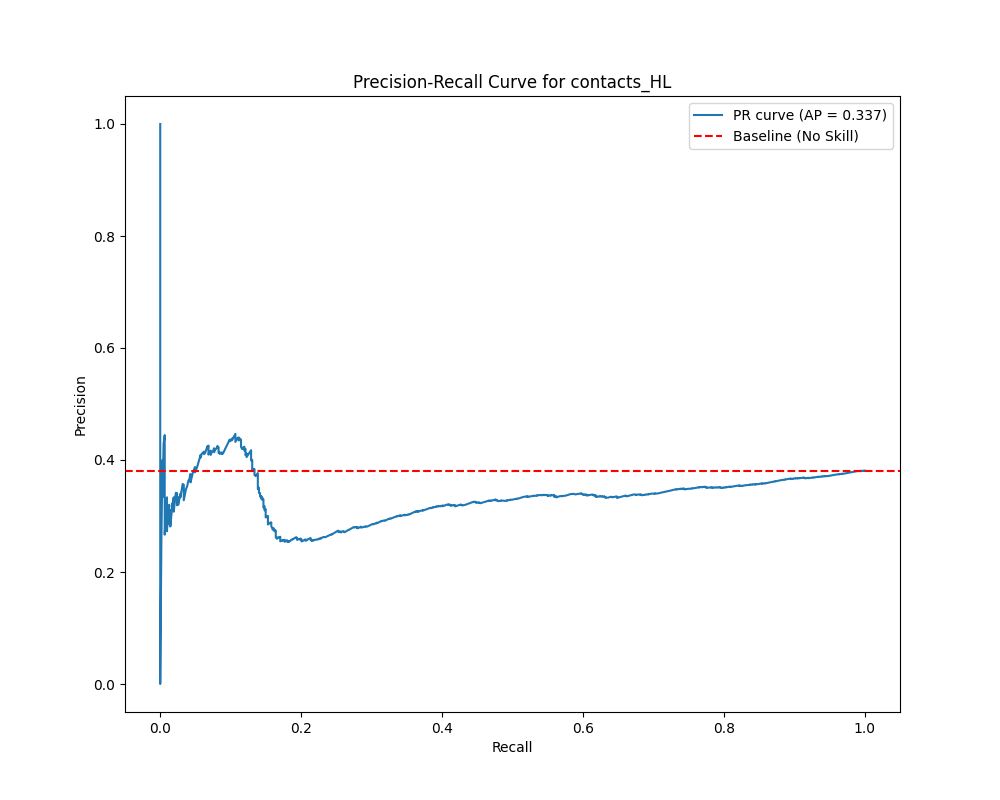 Precision-Recall Curve for contacts_HL
PR curve (AP = 0.337)
Baseline (No Skill)
1.0
0.8
0.6
0.4
0.2
0.0
Precision
0.0 0.2 0.4 0.6 0.8 1.0
Recall